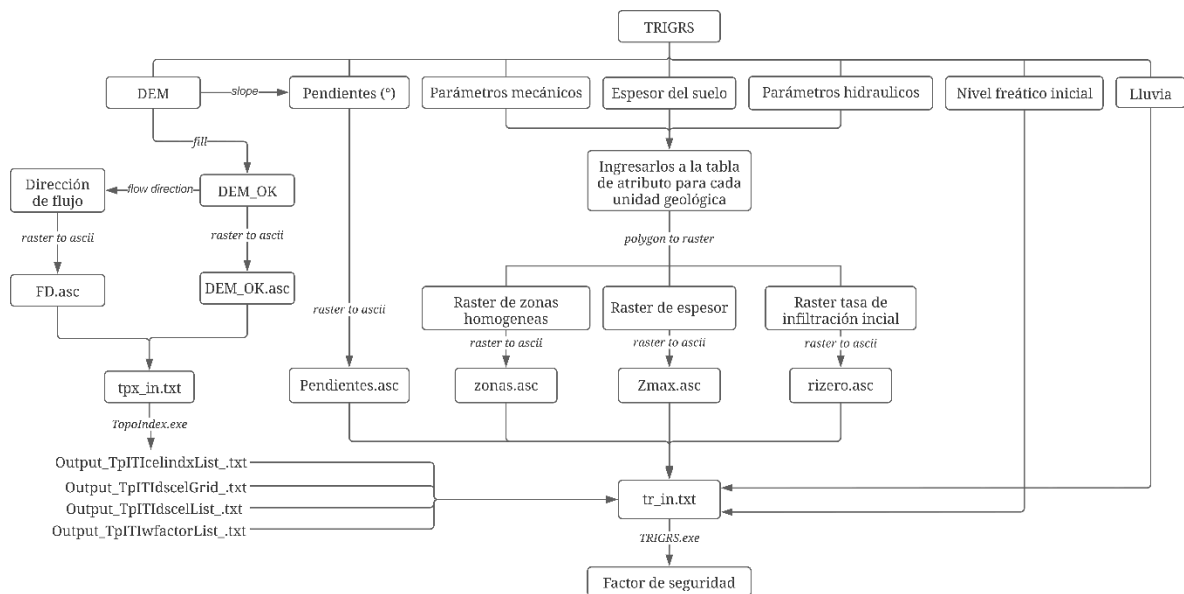 TRIGRS
DEM
slope
Pendientes (°)
Parámetros mecánicos
Espesor del suelo
Parámetros hidraulicos
Nivel freático inicial
Lluvia
fill
Ingresarlos a la tabla
de atributo para cada
unidad geológica
Dirección
de flujo
flow direction
DEM_OK
raster to ascii
raster to ascii
polygon to raster
FD.asc
DEM_OK.asc
raster to ascii
Raster de zonas
homogeneas
Raster de espesor
Raster tasa de
infiltración incial
raster to ascii
raster to ascii
raster to ascii
tpx_in.txt
Pendientes.asc
zonas.asc
Zmax.asc
rizero.asc
TopoIndex.exe
Output_TpITIcelindxList_.txt
Output_TpITIdscelGrid_.txt
Output_TpITIdscelList_.txt
Output_TpITIwfactorList_.txt
tr_in.txt
TRIGRS.exe
Factor de seguridad